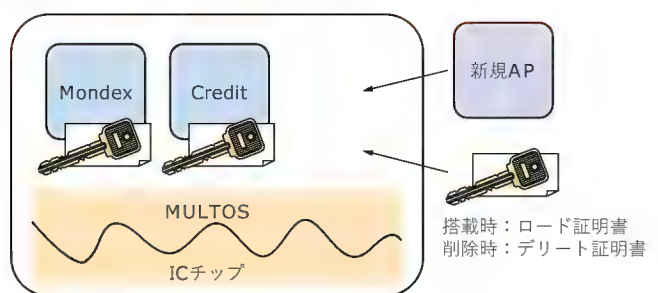 Mondex
Credit
新規AP
MULTOS
ICチップ
搭載時：ロード証明書
削除時：デリート証明書